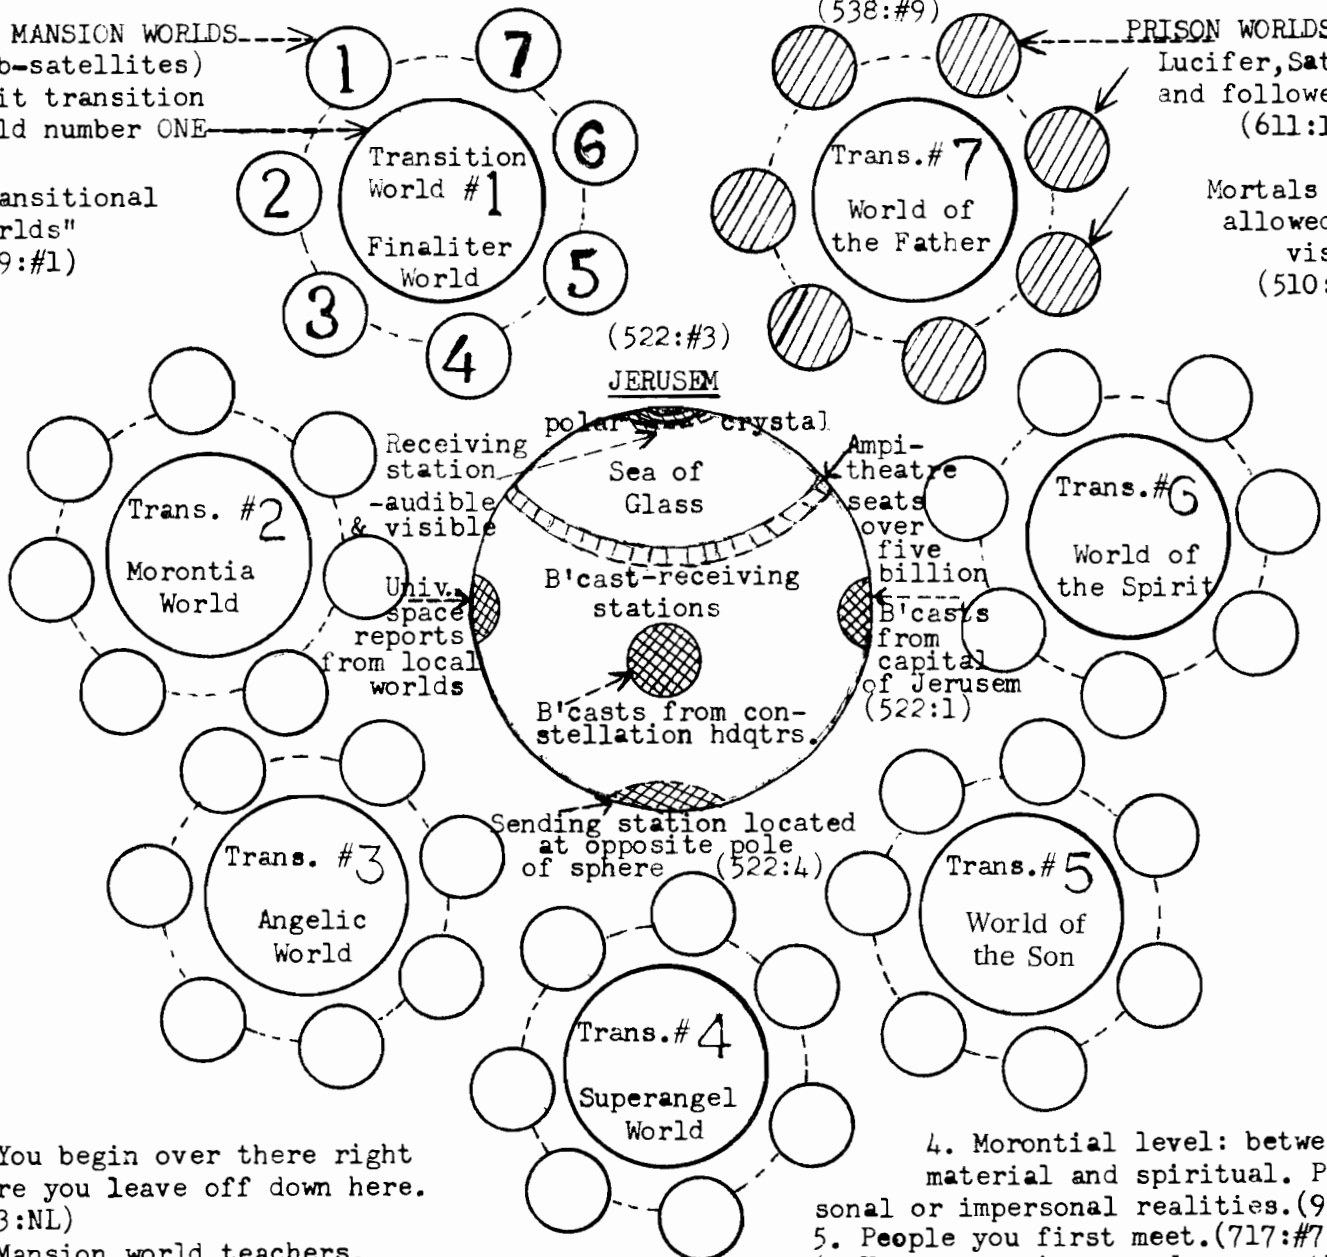 MANSION WORLDS
b-satellites)
it transition
ld number ONE
ansitional
rlds"
9:#1)
1
2
3
4
5
6
7
Transition
World #1
Finaliter
World
(538:#9)
Trans.#7
World of
the Father
PRISON WORLDS
Lucifer,Sat
and followe
(611:1
Mortals
allowed
vis
(510:
(522:#3)
JERUSEM
polar crystal
Receiving
station
-audible
& visible
Sea of
Glass
Ampi-
theatre
seats
over
five
billion
Univ.
space
reports
from local
worlds
B'cast-receiving
stations
B'casts
from
capital
of Jerusem
(522:1)
B'casts from con-
stellation hdqtrs.
Sending station located
at opposite pole
of sphere (522:4)
Trans. #2
Morontia
World
Trans.#6
World of
the Spirit
Trans. #3
Angelic
World
Trans.#5
World of
the Son
Trans.#4
Superangel
World
You begin over there right
re you leave off down here.
3:NL)
Mansion world teachers.
4. Morontial level: betwe
material and spiritual. P
sonal or impersonal realities.(9
5. People you first meet.(717:#7